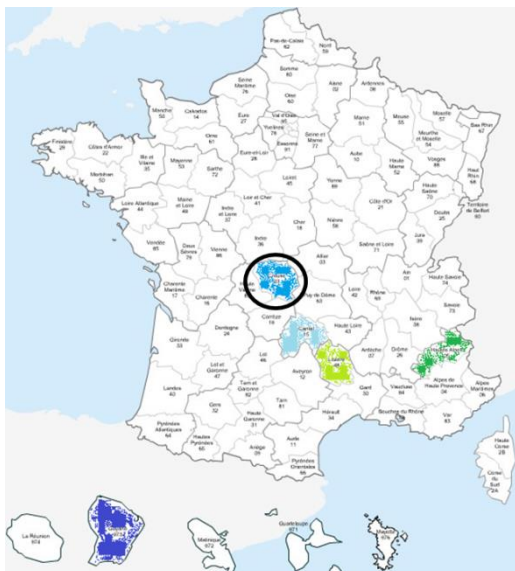 Pas-de-Calais
62
Nord
59
Somme
80
Seine
Maritime
76
Oise
60
Aisne
02
Ardennes
08
Manche
50
Calvados
14
Eure
27
Val d'Oise
95
Yvelines
78
Essonne
91
Seine et
Marne
77
Marne
51
Meuse
55
Moselle
57
Meurthe
et Moselle
54
Bas Rhin
67
Finistère
29
Côtes d'Armor
22
Morbihan
56
Ille et
Vilaine
35
Mayenne
53
Orne
61
Sarthe
72
Eure-et-Loir
28
Loiret
45
Aube
10
Haute
Marne
52
Vosges
88
Haut
Rhin
68
Loire Atlantique
44
Maine et
Loire
49
Indre et
Loire
37
Loir et Cher
41
Yonne
89
Côte-d'Or
21
Haute
Saône
70
Territoire
de Belfort
90
Doubs
25
Vendée
85
Deux
Sèvres
79
Vienne
86
Indre
36
Cher
18
Nièvre
58
Saône et Loire
71
Jura
39
Charente
Maritime
17
Charente
16
Haute
Allier
03
Puy de Dôme
63
Loire
42
Rhône
69
Ain
01
Haute Savoie
74
Savoie
73
Isère
38
Gironde
33
Dordogne
24
Corrèze
19
Cantal
15
Haute Loire
43
Ardèche
07
Drôme
26
Lot et
Garonne
47
Lot
46
Aveyron
12
Landes
40
Gers
32
Tarn et
Garonne
82
Tarn
81
Gard
30
Vaucluse
84
Alpes de
Haute Provence
04
Alpes
Maritimes
06
Pyrénées
Atlantiques
64
Hautes
Pyrénées
65
Haute
Garonne
31
Hérault
34
Bouches du Rhône
Var
83
Ariège
09
Aude
11
Pyrénées
Orientales
66
Haute
Corse
2B
Corse
du
Sud
2A
La Réunion
974
972
Guadeloupe
971
Mayotte
976